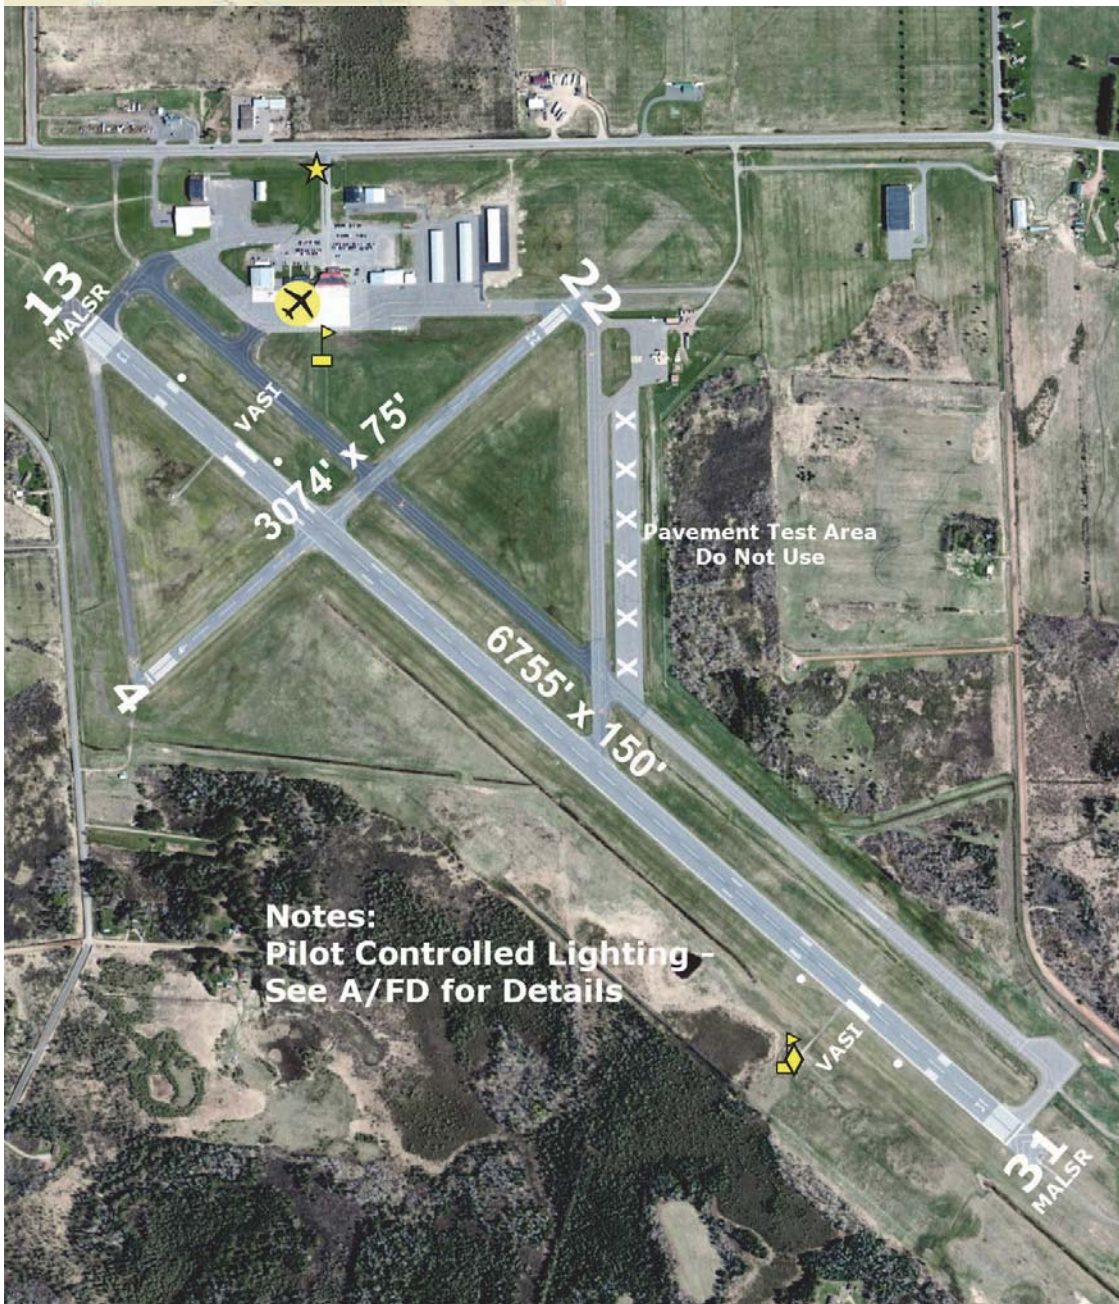 13
MALSR
22
VASI
3074' x 75'
X
X
X
Pavement Test Area
Do Not Use
X
X
X
4
6755' x 150'
Notes:
Pilot Controlled Lighting -
See A/FD for Details
VASI
31
MALSR